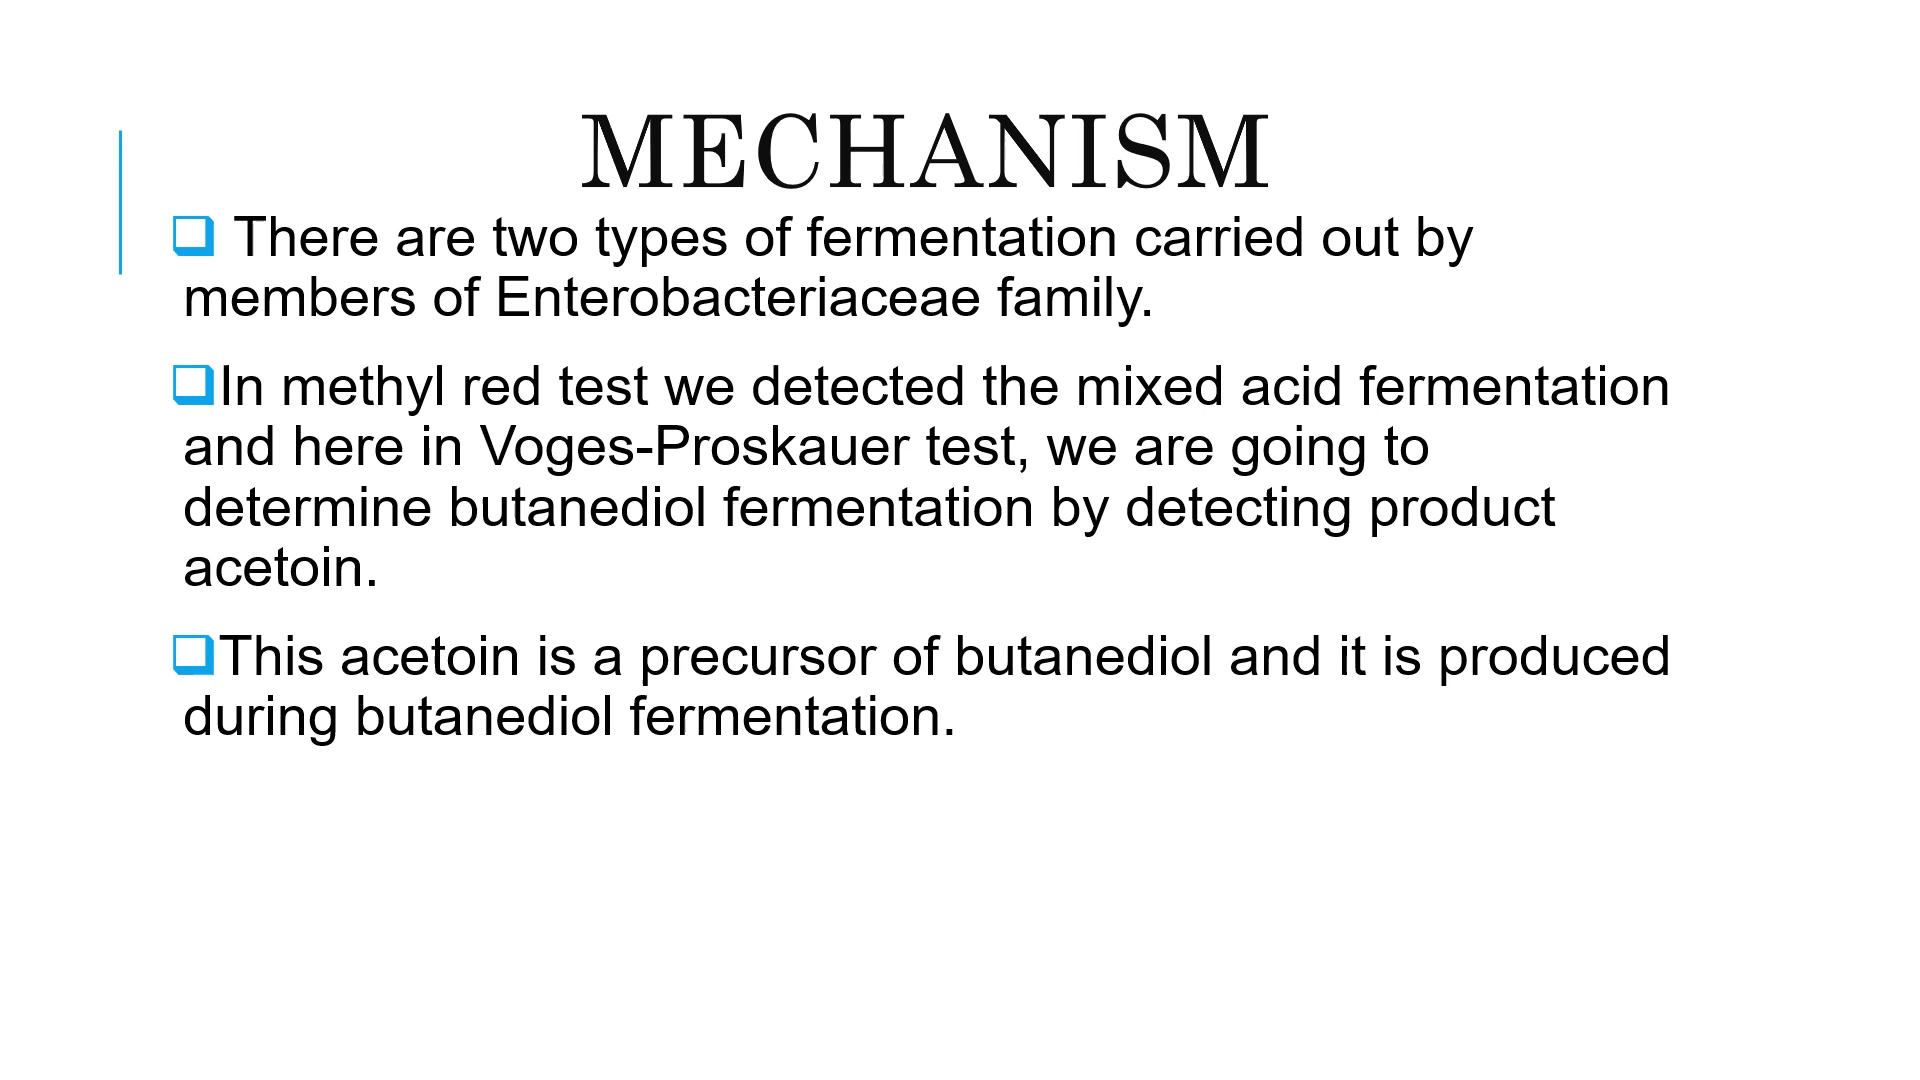 MECHANISM
❑ There are two types of fermentation carried out by
members of Enterobacteriaceae family.
❑In methyl red test we detected the mixed acid fermentation
and here in Voges-Proskauer test, we are going to
determine butanediol fermentation by detecting product
acetoin.
❑This acetoin is a precursor of butanediol and it is produced
during butanediol fermentation.